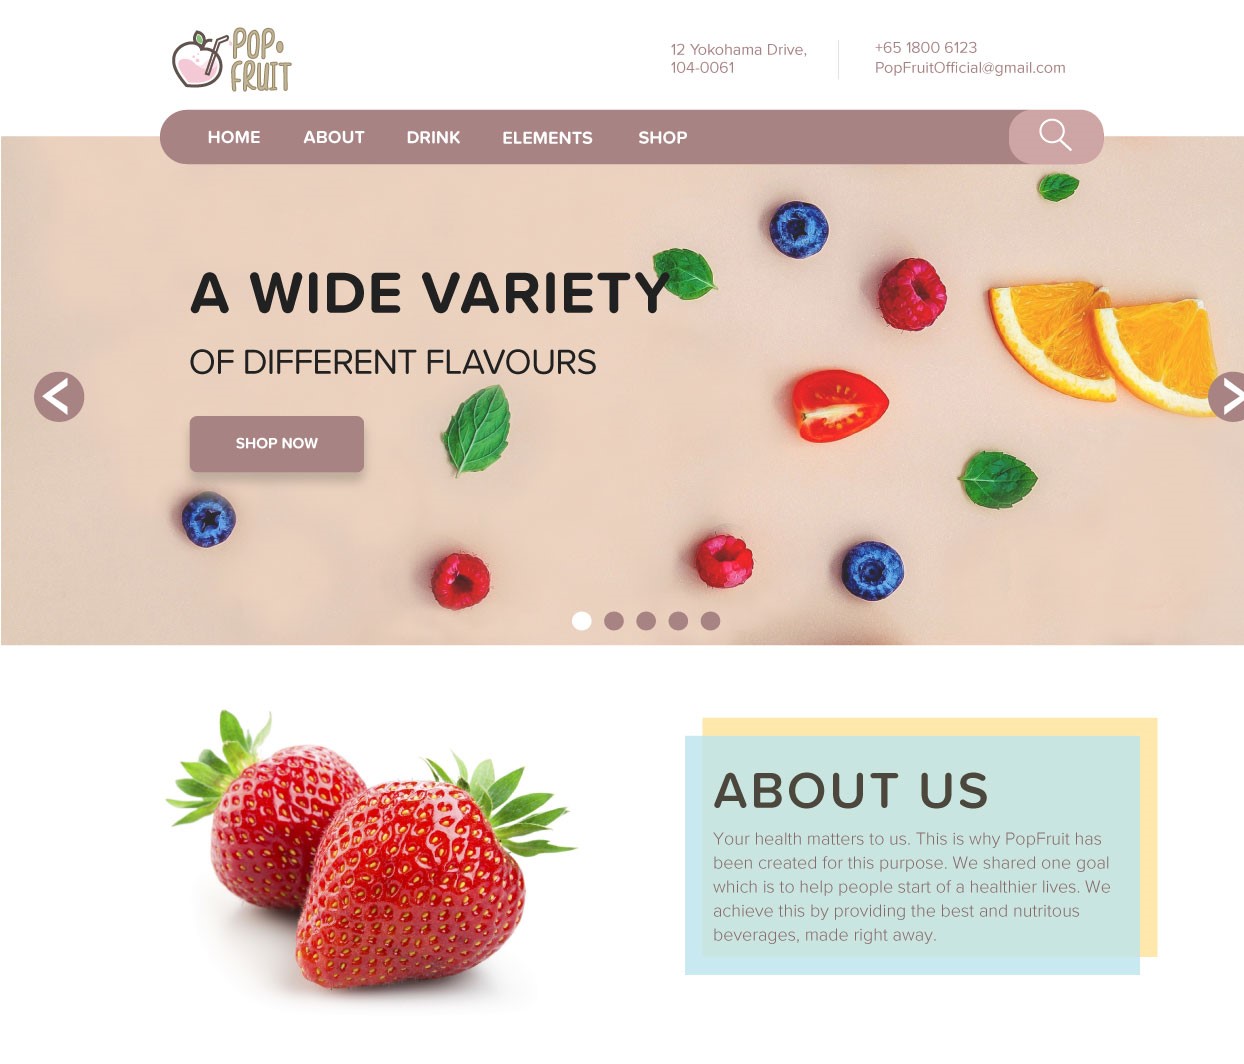 POP.
FRUIT
12 Yokohama Drive,
104-0061
+65 1800 6123
PopFruitOfficial@gmail.com
HOME ABOUT DRINK ELEMENTS SHOP
A WIDE VARIETY
OF DIFFERENT FLAVOURS
SHOP NOW
ABOUT US
Your health matters to us. This is why PopFruit has
been created for this purpose. We shared one goal
which is to help people start of a healthier lives. We
achieve this by providing the best and nutritous
beverages, made right away.